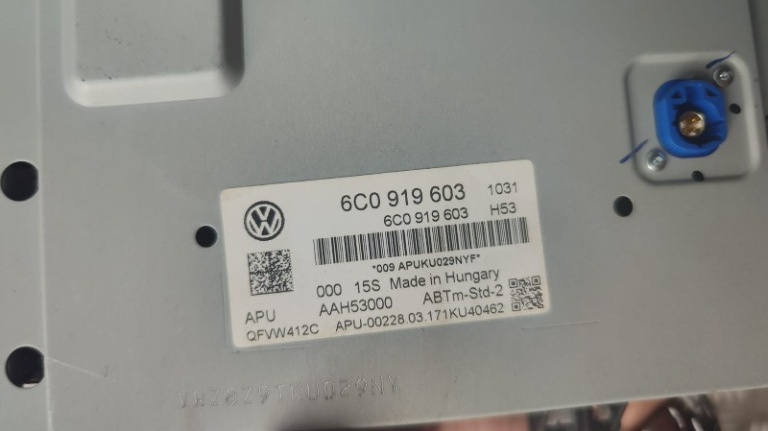 6C0 919 603 1031
6C0 919 603 H53
*009 APUKU029NYF*
000 15S Made in Hungary
APU AAH53000 ABTm-Std-2
QFVW412C APU-00228.03.171KU40462